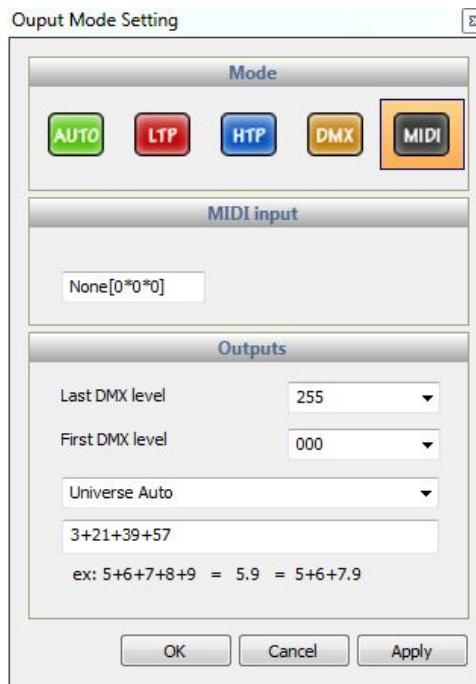 Ouput Mode Setting
Mode
AUTO LTP HTP DMX MIDI
MIDI input
None[0*0*0]
Outputs
Last DMX level 255
First DMX level 000
Universe Auto
3+21+39+57
ex: 5+6+7+8+9 = 5.9 = 5+6+7.9
OK Cancel Apply